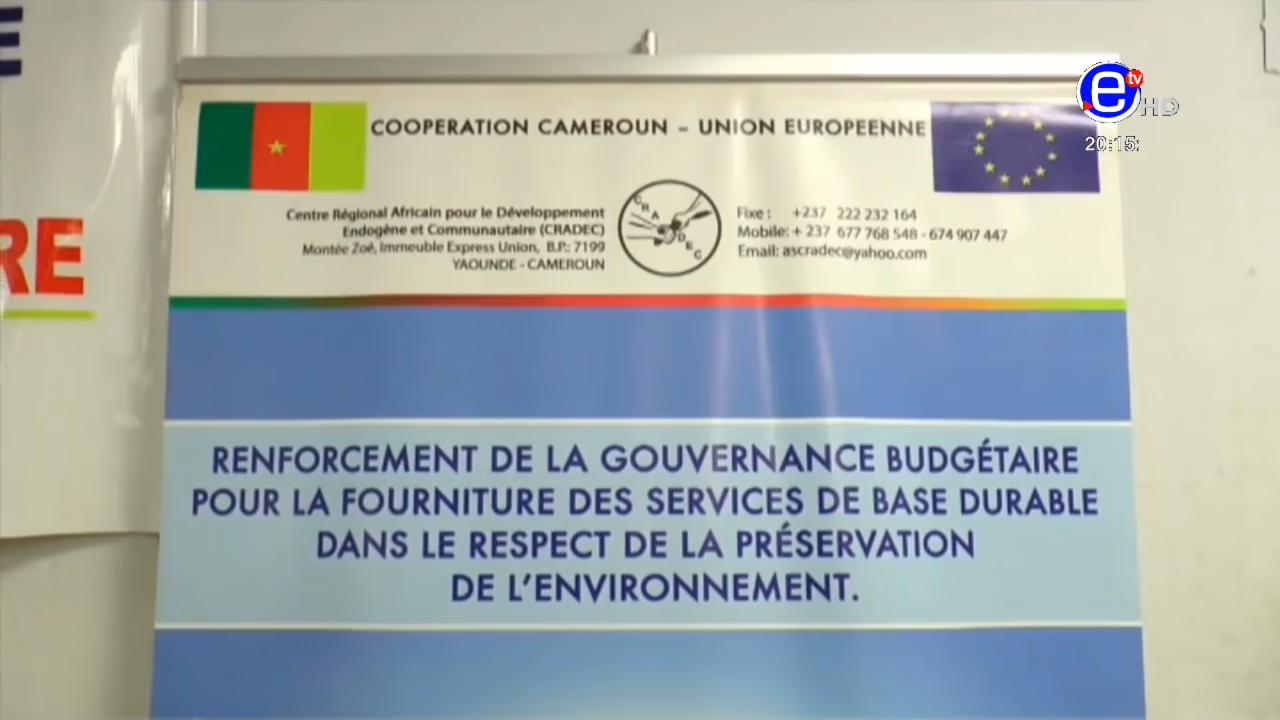 E
RE
e tv
HD
20:15
COOPERATION CAMEROUN – UNION EUROPEENNE
Centre Régional Africain pour le Développement
Endogène et Communautaire (CRADEC)
Montée Zoé, Immeuble Express Union, B.P.: 7199
YAOUNDE - CAMEROUN
CRADEC
Fixe : +237 222 232 164
Mobile: + 237 677 768 548 - 674 907 447
Email: ascradec@yahoo.com
RENFORCEMENT DE LA GOUVERNANCE BUDGÉTAIRE
POUR LA FOURNITURE DES SERVICES DE BASE DURABLE
DANS LE RESPECT DE LA PRÉSERVATION
DE L'ENVIRONNEMENT.